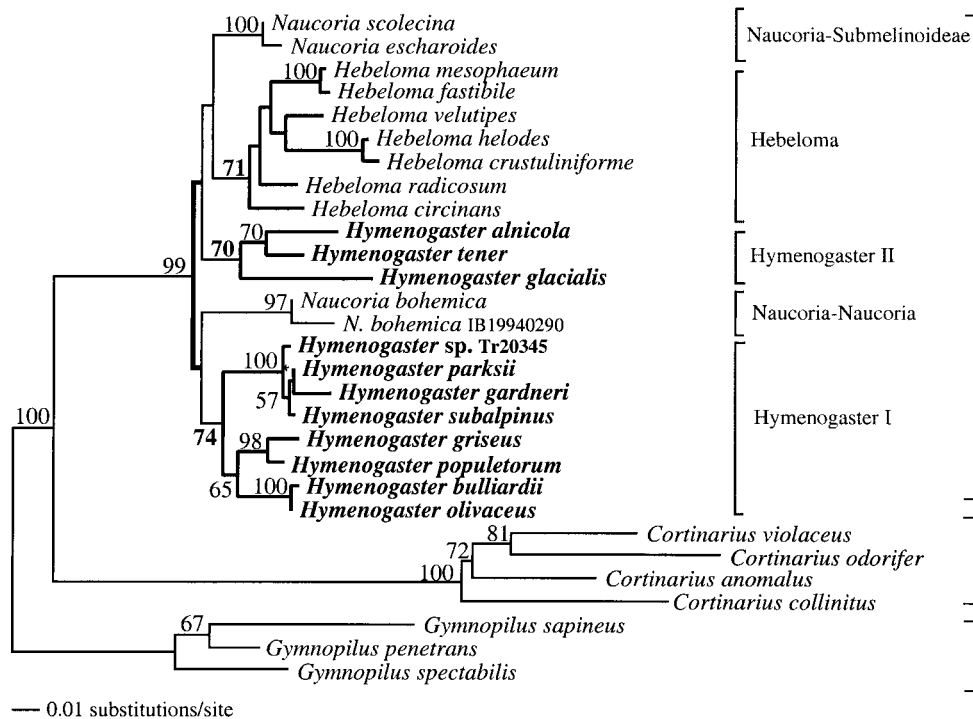 100 Naucoria scolecina
Naucoria escharoides
Naucoria-Submelinoideae
100 Hebeloma mesophaeum
Hebeloma fastibile
Hebeloma velutipes
100 Hebeloma helodes
Hebeloma crustuliniforme
Hebeloma
71 Hebeloma radicosum
Hebeloma circinans
70 Hymenogaster alnicola
70 Hymenogaster tener
Hymenogaster II
Hymenogaster glacialis
99
97 Naucoria bohemica
N. bohemica IB19940290
Naucoria-Naucoria
Hymenogaster sp. Tr20345
100 * Hymenogaster parksii
Hymenogaster gardneri
57 Hymenogaster subalpinus
Hymenogaster I
100
74 98 Hymenogaster griseus
Hymenogaster populetorum
65 100 Hymenogaster bulliardii
Hymenogaster olivaceus
81 Cortinarius violaceus
72 Cortinarius odorifer
100 Cortinarius anomalus
Cortinarius collinitus
67 Gymnopilus sapineus
Gymnopilus penetrans
Gymnopilus spectabilis
0.01 substitutions/site